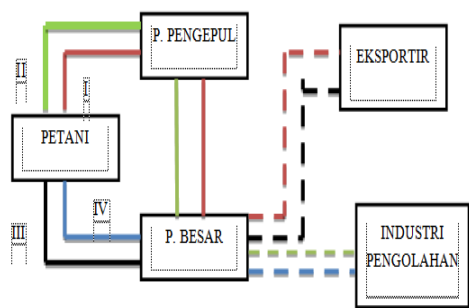 P. PENGEPUL
EKSPORTIR
II
I
PETANI
IV
III
P. BESAR
INDUSTRI
PENGOLAHAN